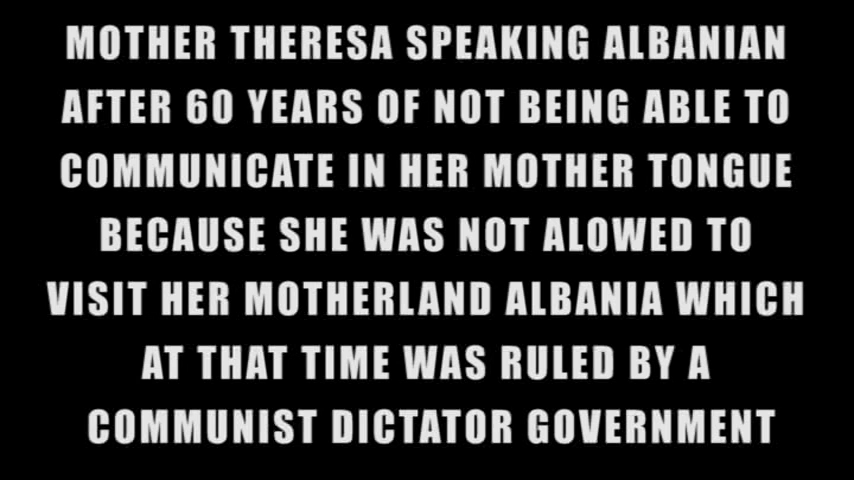 MOTHER THERESA SPEAKING ALBANIAN
AFTER 60 YEARS OF NOT BEING ABLE TO
COMMUNICATE IN HER MOTHER TONGUE
BECAUSE SHE WAS NOT ALOWED TO
VISIT HER MOTHERLAND ALBANIA WHICH
AT THAT TIME WAS RULED BY A
COMMUNIST DICTATOR GOVERNMENT